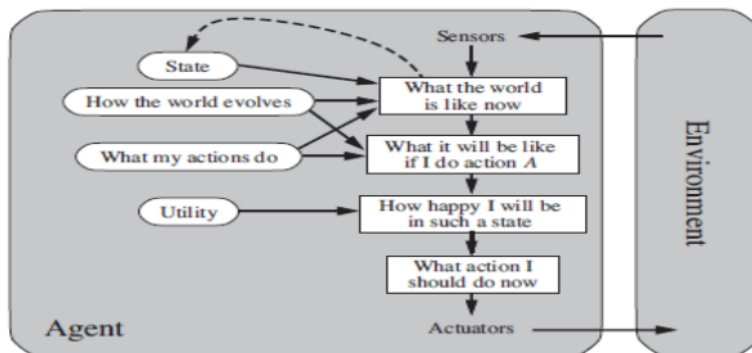 Sensors
State
What the world
is like now
How the world evolves
What it will be like
if I do action A
What my actions do
How happy I will be
in such a state
Utility
What action I
should do now
Agent
Actuators
Environment